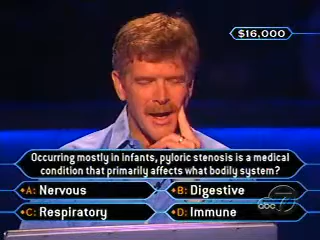 $16,000
Occurring mostly in infants, pyloric stenosis is a medical
condition that primarily affects what bodily system?
A: Nervous
B: Digestive
C: Respiratory
D: Immune
abc 7